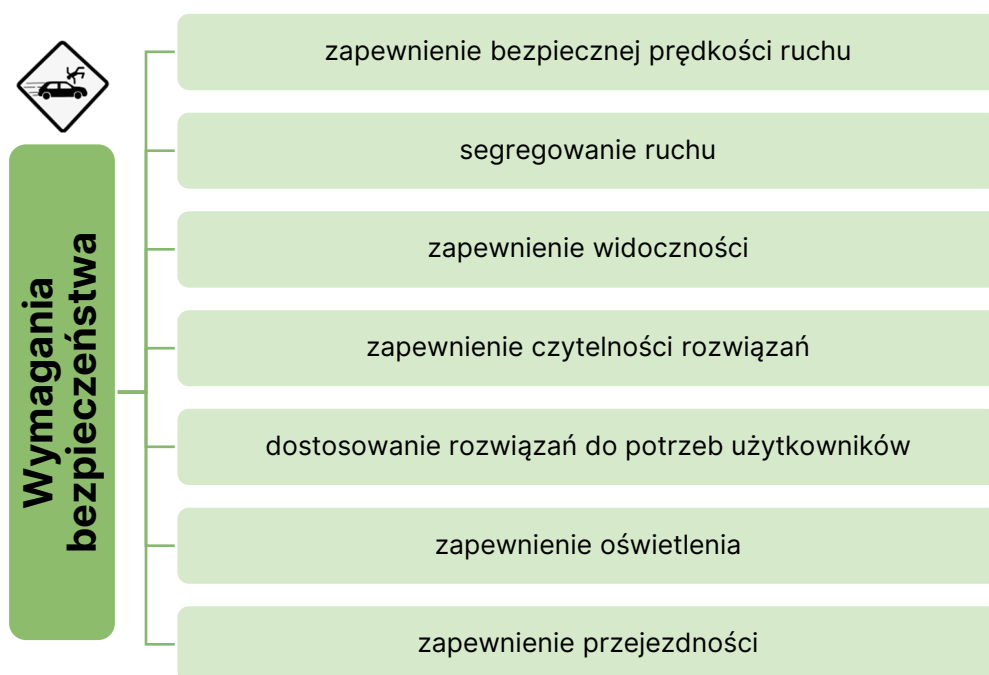 Wymagania
bezpieczeństwa
zapewnienie bezpiecznej prędkości ruchu
segregowanie ruchu
zapewnienie widoczności
zapewnienie czytelności rozwiązań
dostosowanie rozwiązań do potrzeb użytkowników
zapewnienie oświetlenia
zapewnienie przejezdności